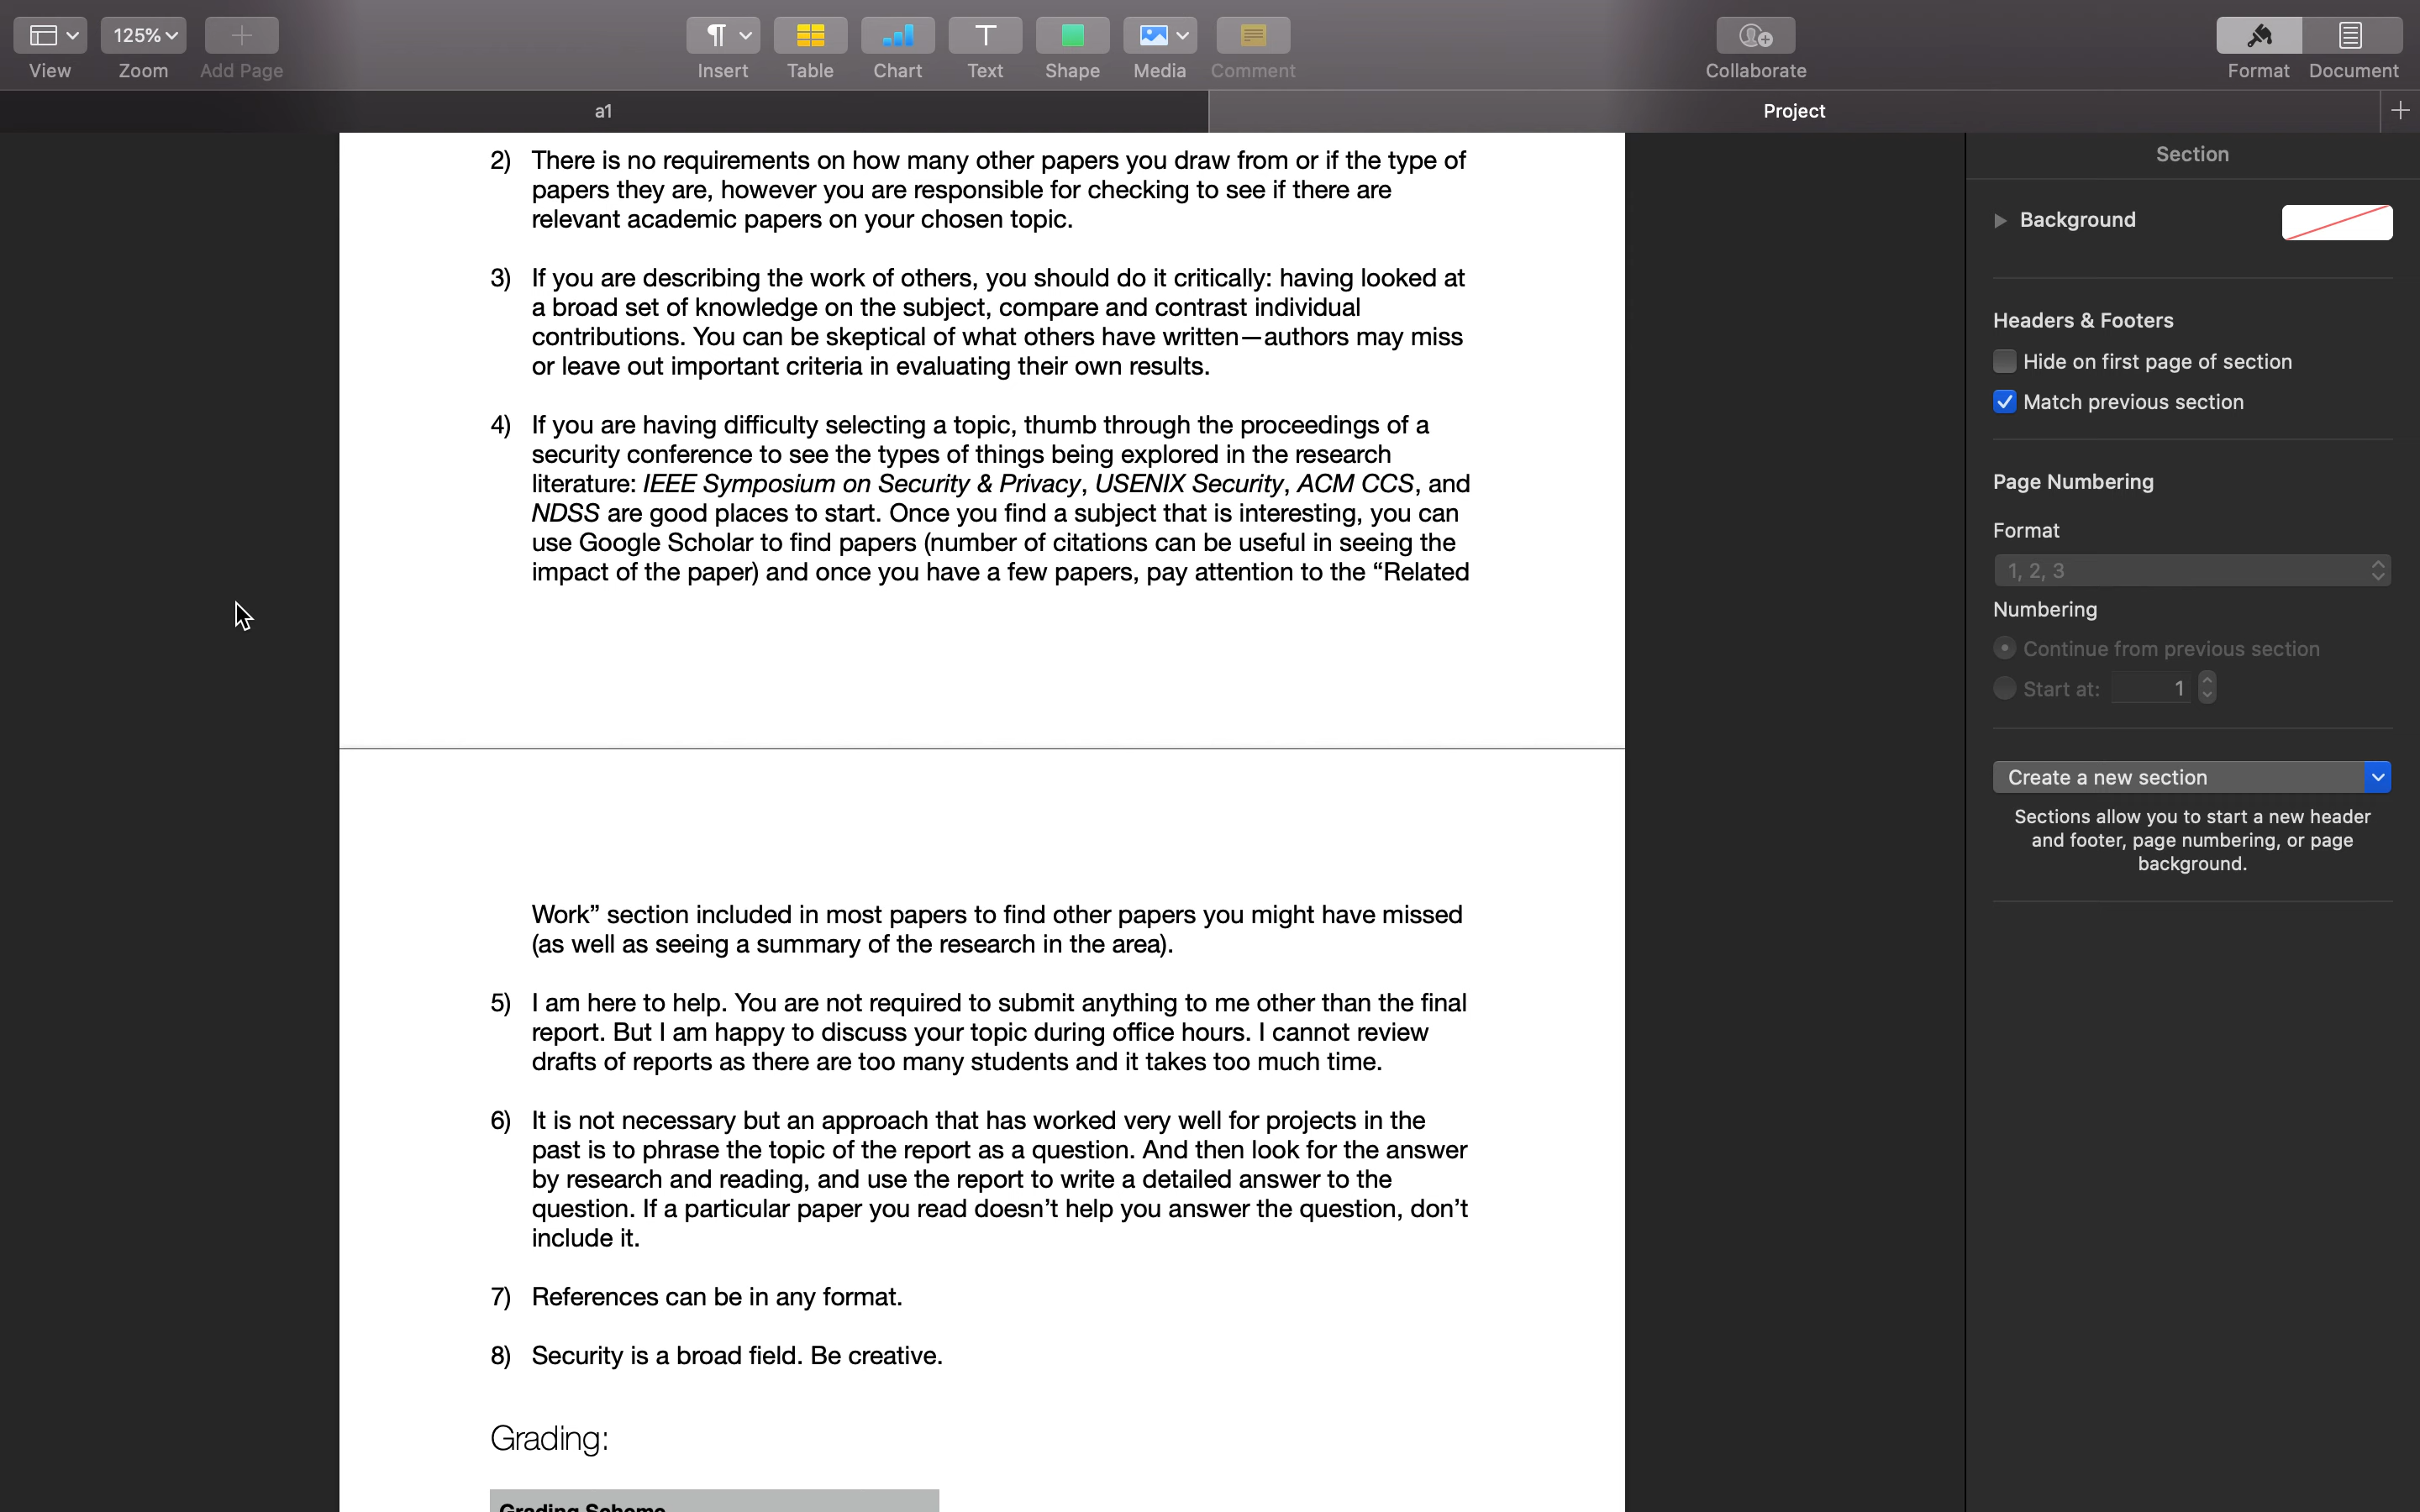 125%
View
Zoom
Add Page
Insert
Table
Chart
Text
Shape
Media
Comment
Collaborate
Format
Document
a1
Project
2) There is no requirements on how many other papers you draw from or if the type of
papers they are, however you are responsible for checking to see if there are
relevant academic papers on your chosen topic.
3) If you are describing the work of others, you should do it critically: having looked at
a broad set of knowledge on the subject, compare and contrast individual
contributions. You can be skeptical of what others have written—authors may miss
or leave out important criteria in evaluating their own results.
4) If you are having difficulty selecting a topic, thumb through the proceedings of a
security conference to see the types of things being explored in the research
literature: IEEE Symposium on Security & Privacy, USENIX Security, ACM CCS, and
NDSS are good places to start. Once you find a subject that is interesting, you can
use Google Scholar to find papers (number of citations can be useful in seeing the
impact of the paper) and once you have a few papers, pay attention to the “Related
Work” section included in most papers to find other papers you might have missed
(as well as seeing a summary of the research in the area).
5) I am here to help. You are not required to submit anything to me other than the final
report. But I am happy to discuss your topic during office hours. I cannot review
drafts of reports as there are too many students and it takes too much time.
6) It is not necessary but an approach that has worked very well for projects in the
past is to phrase the topic of the report as a question. And then look for the answer
by research and reading, and use the report to write a detailed answer to the
question. If a particular paper you read doesn’t help you answer the question, don’t
include it.
7) References can be in any format.
8) Security is a broad field. Be creative.
Grading:
Grading Scheme
Section
Background
Headers & Footers
Hide on first page of section
Match previous section
Page Numbering
Format
1, 2, 3
Numbering
Continue from previous section
Start at: 1
Create a new section
Sections allow you to start a new header
and footer, page numbering, or page
background.